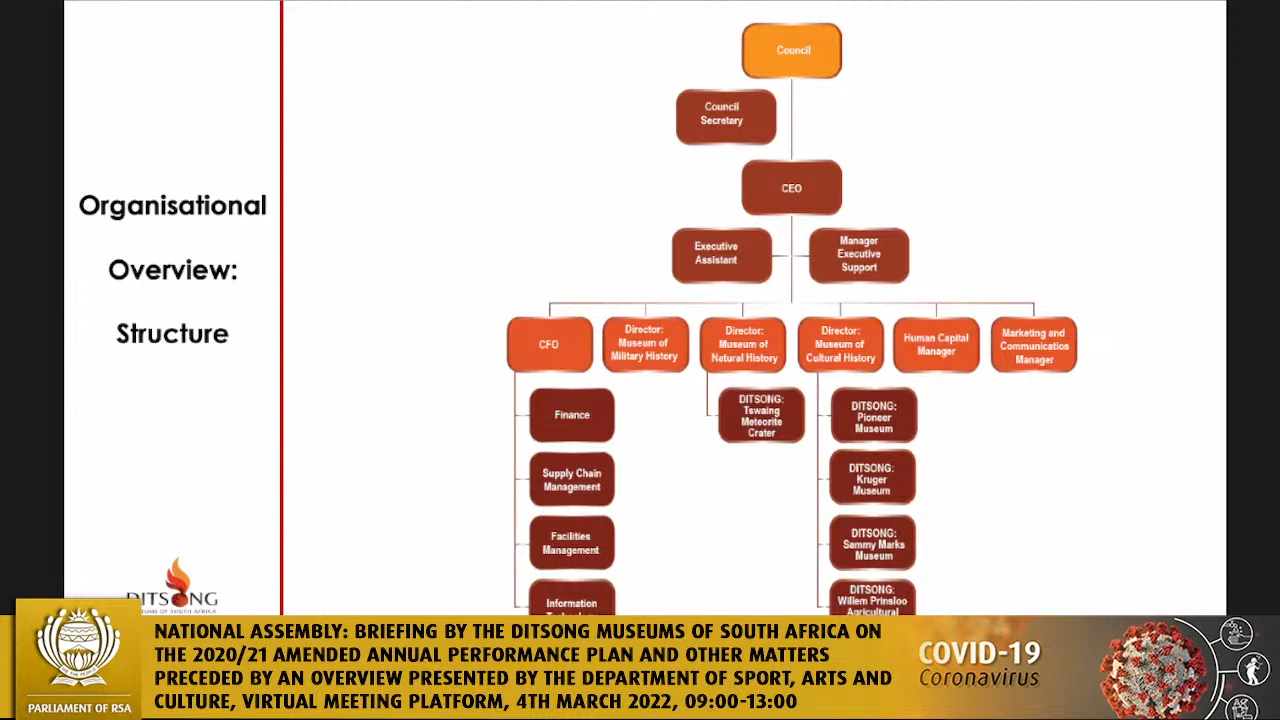 Organisational
Overview:
Structure
Council
Council
Secretary
CEO
Executive
Assistant
Manager
Executive
Support
CFO
Director:
Museum of
Military History
Director:
Museum of
Natural History
Director:
Museum of
Cultural History
Human Capital
Manager
Marketing and
Communicatios
Manager
Finance
Supply Chain
Management
Facilities
Management
Information
DITSONG:
Tswaing
Meteorite
Crater
DITSONG:
Pioneer
Museum
DITSONG:
Kruger
Museum
DITSONG:
Sammy Marks
Museum
DITSONG:
Willem Prinsloo
Agricultural
DITSONG
OF SOUTH AFRICA
PARLIAMENT OF RSA
NATIONAL ASSEMBLY: BRIEFING BY THE DITSONG MUSEUMS OF SOUTH AFRICA ON
THE 2020/21 AMENDED ANNUAL PERFORMANCE PLAN AND OTHER MATTERS
PRECEDED BY AN OVERVIEW PRESENTED BY THE DEPARTMENT OF SPORT, ARTS AND
CULTURE, VIRTUAL MEETING PLATFORM, 4TH MARCH 2022, 09:00-13:00
COVID-19
Coronavirus